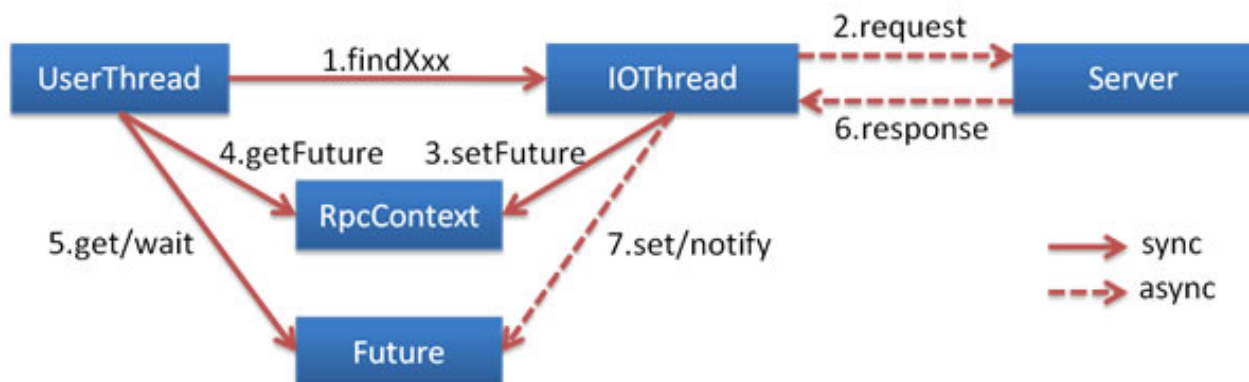 2.request
1.findXxx
UserThread
IOThread
Server
6.response
4.getFuture
3.setFuture
RpcContext
5.get/wait
7.set/notify
sync
async
Future